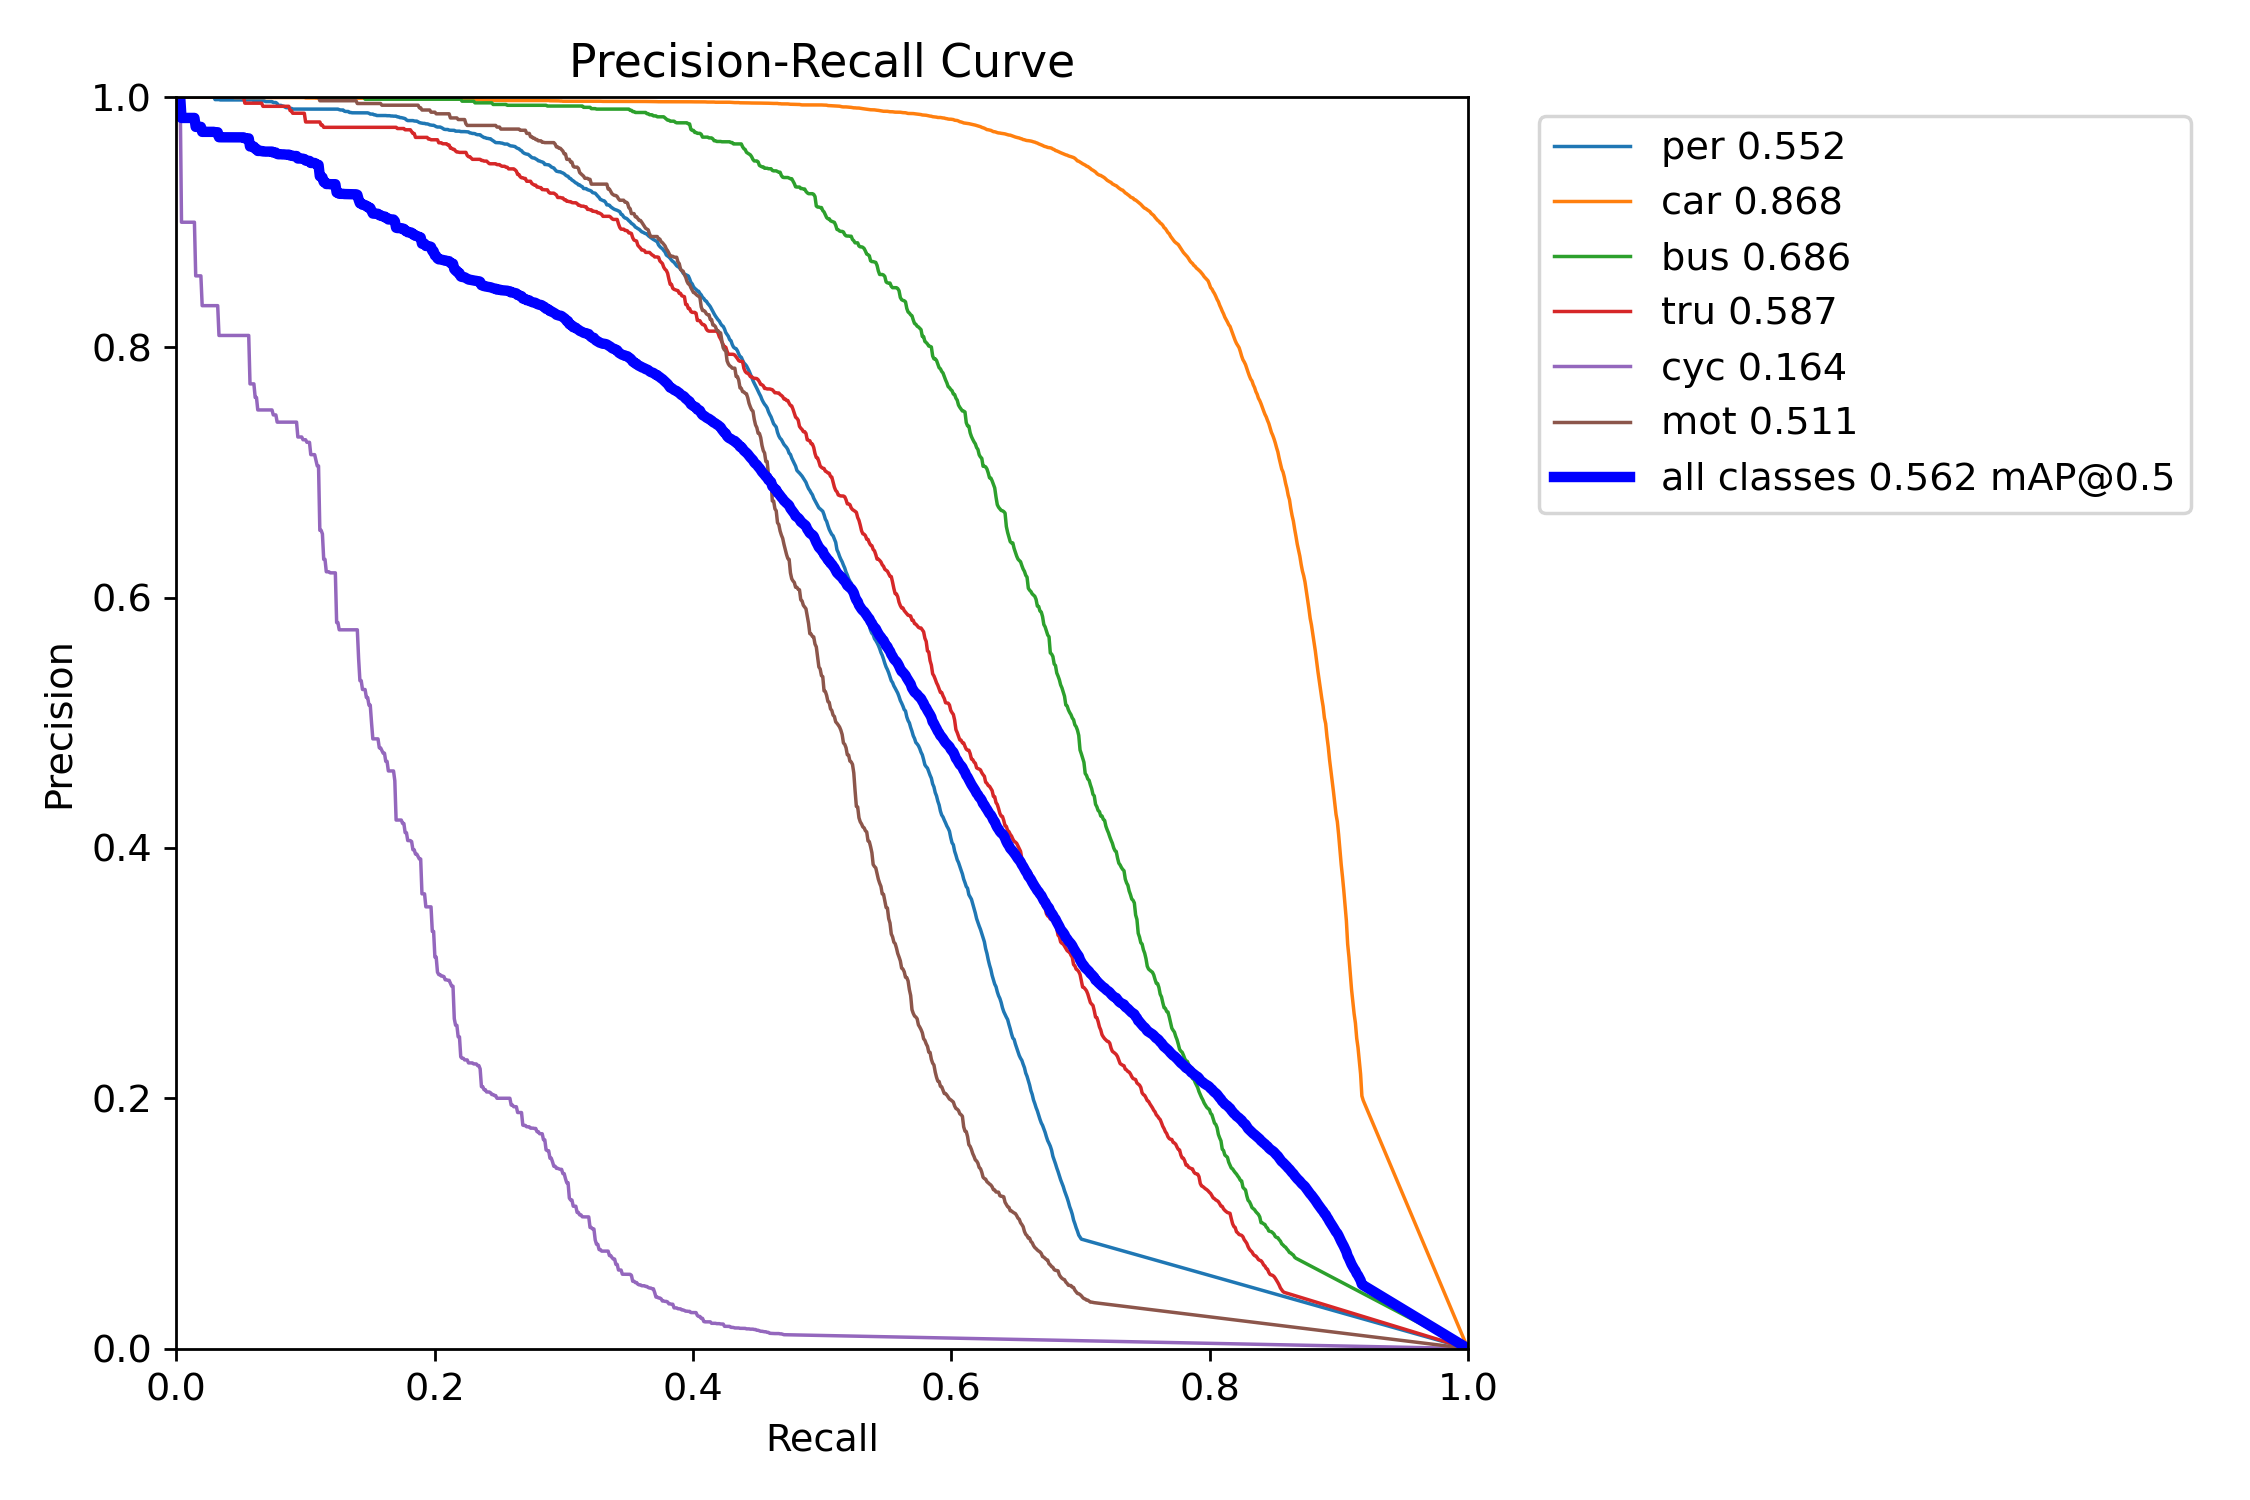 Precision-Recall Curve
1.0
0.8
0.6
0.4
0.2
0.0
Precision
0.0 0.2 0.4 0.6 0.8 1.0
Recall
per 0.552
car 0.868
bus 0.686
tru 0.587
cyc 0.164
mot 0.511
all classes 0.562 mAP@0.5